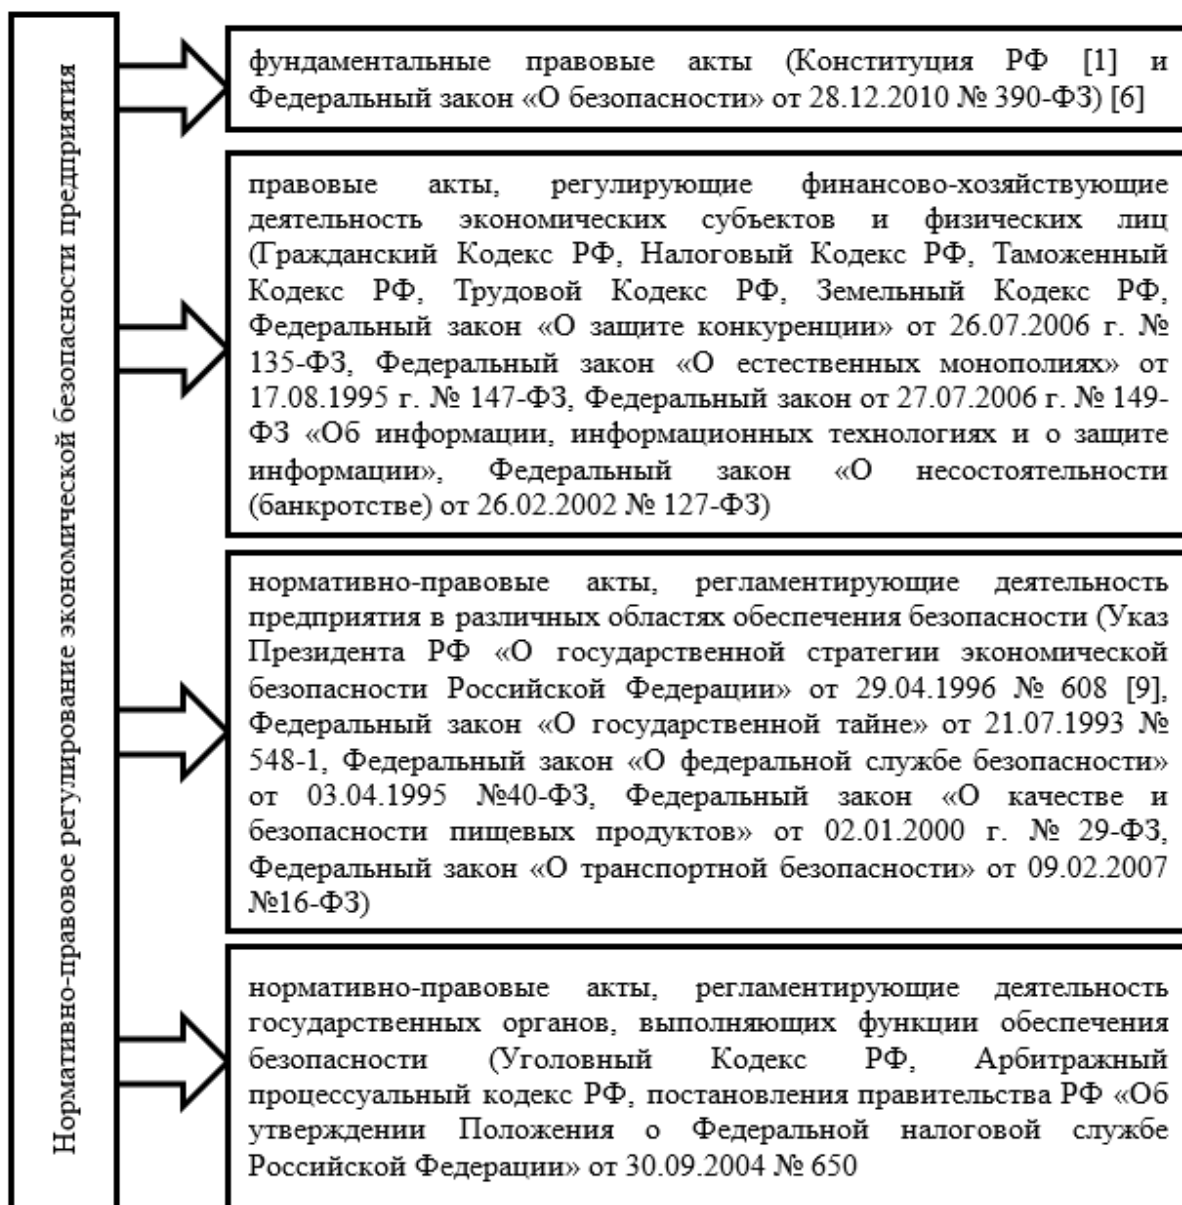 Нормативно-правовое регулирование экономической безопасности предприятия
фундаментальные правовые акты (Конституция РФ [1] и
Федеральный закон «О безопасности» от 28.12.2010 № 390-ФЗ) [6]
правовые акты, регулирующие финансово-хозяйствующие
деятельность экономических субъектов и физических лиц
(Гражданский Кодекс РФ, Налоговый Кодекс РФ, Таможенный
Кодекс РФ, Трудовой Кодекс РФ, Земельный Кодекс РФ,
Федеральный закон «О защите конкуренции» от 26.07.2006 г. №
135-ФЗ, Федеральный закон «О естественных монополиях» от
17.08.1995 г. № 147-ФЗ, Федеральный закон от 27.07.2006 г. № 149-
ФЗ «Об информации, информационных технологиях и о защите
информации», Федеральный закон «О несостоятельности
(банкротстве) от 26.02.2002 № 127-ФЗ)
нормативно-правовые акты, регламентирующие деятельность
предприятия в различных областях обеспечения безопасности (Указ
Президента РФ «О государственной стратегии экономической
безопасности Российской Федерации» от 29.04.1996 № 608 [9],
Федеральный закон «О государственной тайне» от 21.07.1993 №
548-1, Федеральный закон «О федеральной службе безопасности»
от 03.04.1995 №40-ФЗ, Федеральный закон «О качестве и
безопасности пищевых продуктов» от 02.01.2000 г. № 29-ФЗ,
Федеральный закон «О транспортной безопасности» от 09.02.2007
№16-ФЗ)
нормативно-правовые акты, регламентирующие деятельность
государственных органов, выполняющих функции обеспечения
безопасности (Уголовный Кодекс РФ, Арбитражный
процессуальный кодекс РФ, постановления правительства РФ «Об
утверждении Положения о Федеральной налоговой службе
Российской Федерации» от 30.09.2004 № 650